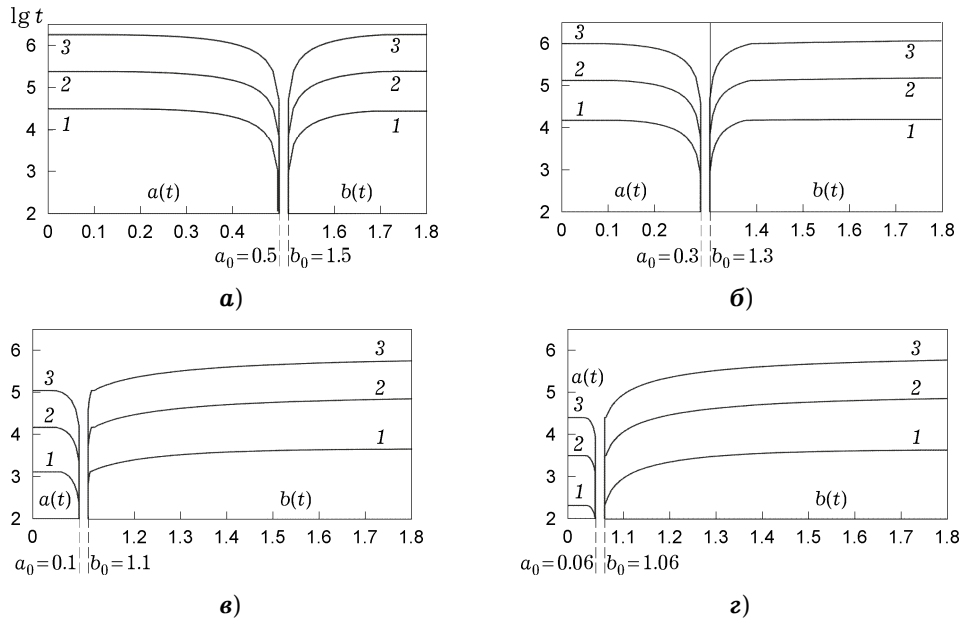 lg t
6
5
4
3
2
3
2
1
a(t)
3
2
1
b(t)
0 0.1 0.2 0.3 0.4 1.6 1.7 1.8
a₀=0.5 b₀=1.5
а)
6
5
4
3
2
3
2
1
a(t)
3
2
1
b(t)
0 0.1 0.2 1.4 1.5 1.6 1.7 1.8
a₀=0.3 b₀=1.3
б)
6
5
4
3
2
3
2
1
a(t)
3
2
1
b(t)
0 1.2 1.3 1.4 1.5 1.6 1.7 1.8
a₀=0.1 b₀=1.1
в)
6
5
4
3
2
a(t)
3
2
1
3
2
1
b(t)
0 1.1 1.2 1.3 1.4 1.5 1.6 1.7 1.8
a₀=0.06 b₀=1.06
г)